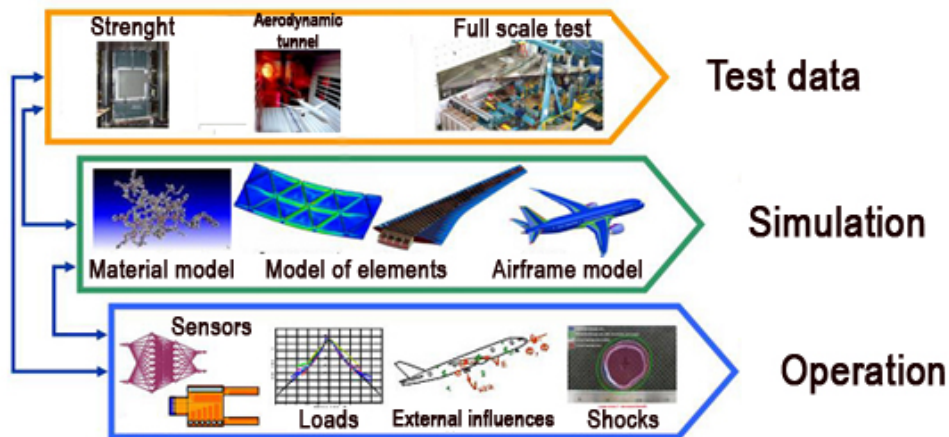 Strenght
Aerodynamic
tunnel
Full scale test
Test data
Material model
Model of elements
Airframe model
Simulation
Sensors
Loads
External influences
Shocks
Operation